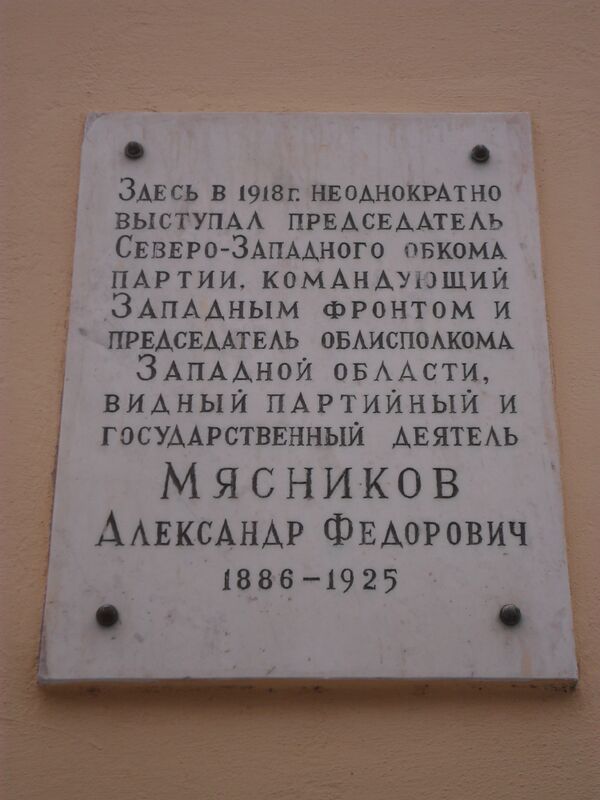 Здесь в 1918 г. неоднократно
выступал председатель
Северо-Западного обкома
партии, командующий
Западным фронтом и
председатель облисполкома
Западной области,
видный партийный и
государственный деятель
Мясников
Александр Федорович
1886-1925